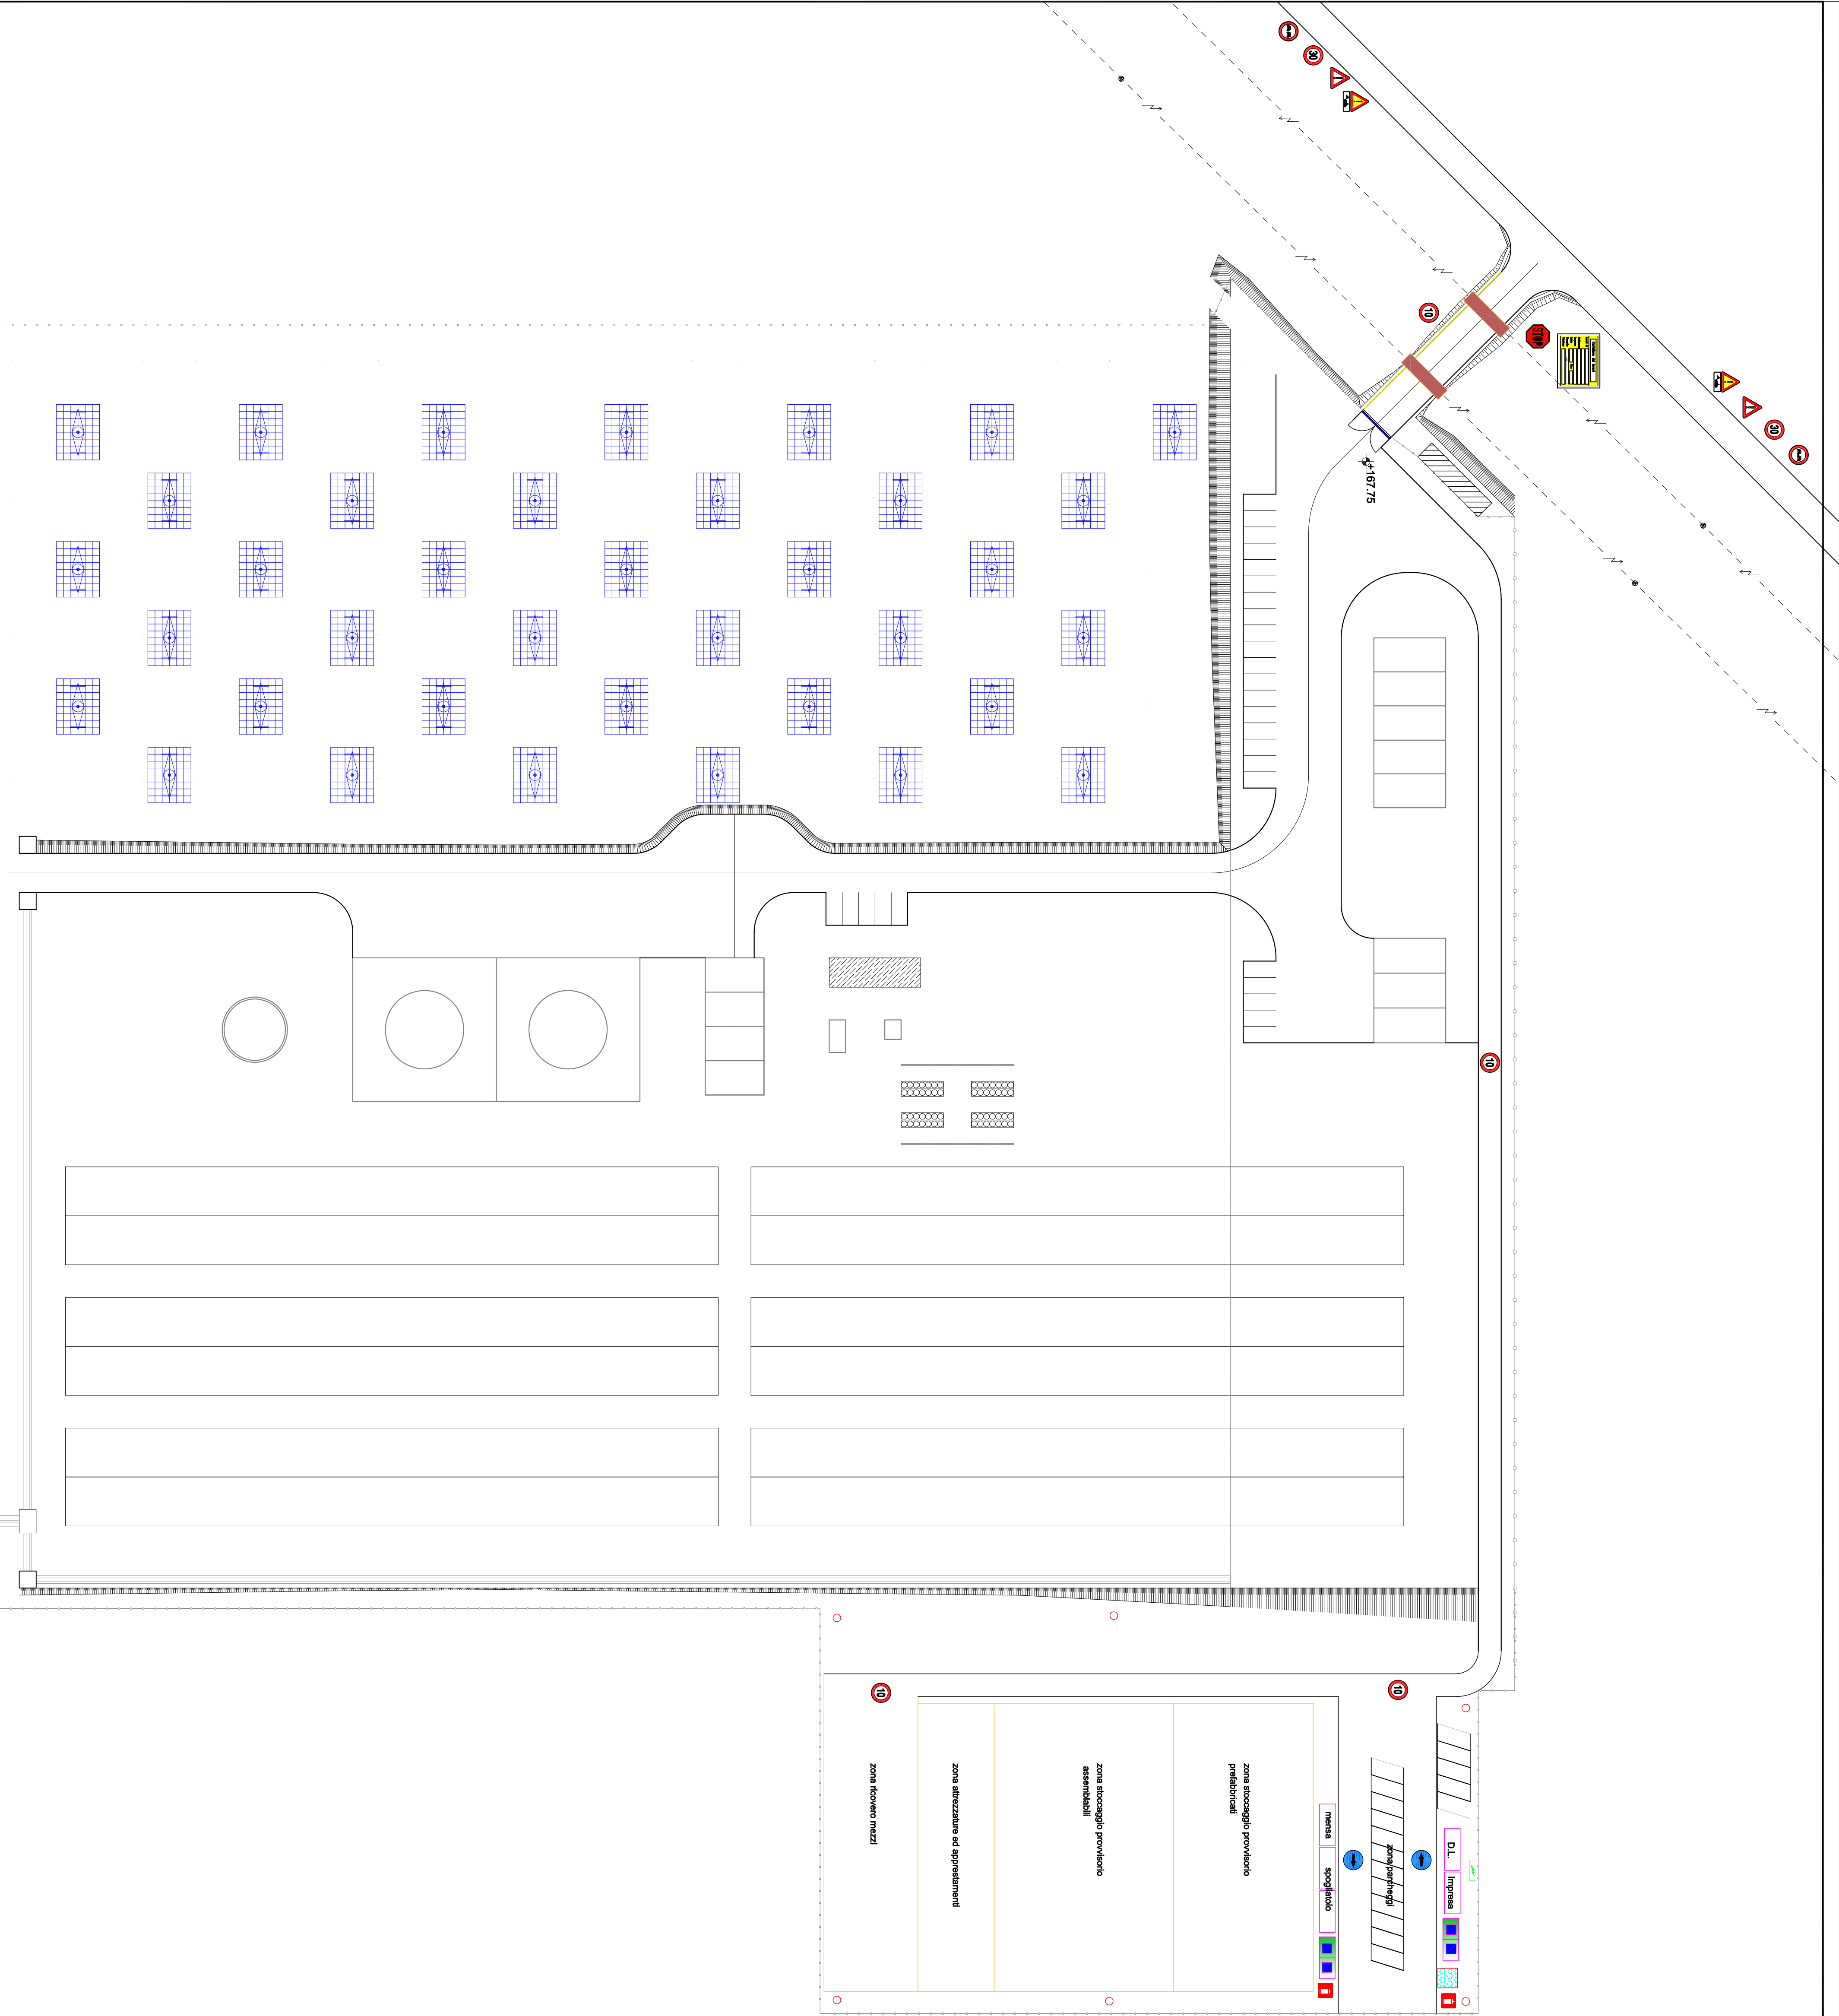 30
10
STOP
30
+167.75
10
10
10
zona ricovero mezzi
zona attrezzature ed apprestamenti
zona stoccaggio provvisorio
assemblabili
zona stoccaggio provvisorio
prefabbricati
mensa
spogliatoio
zona parcheggi
D.L.
Impresa